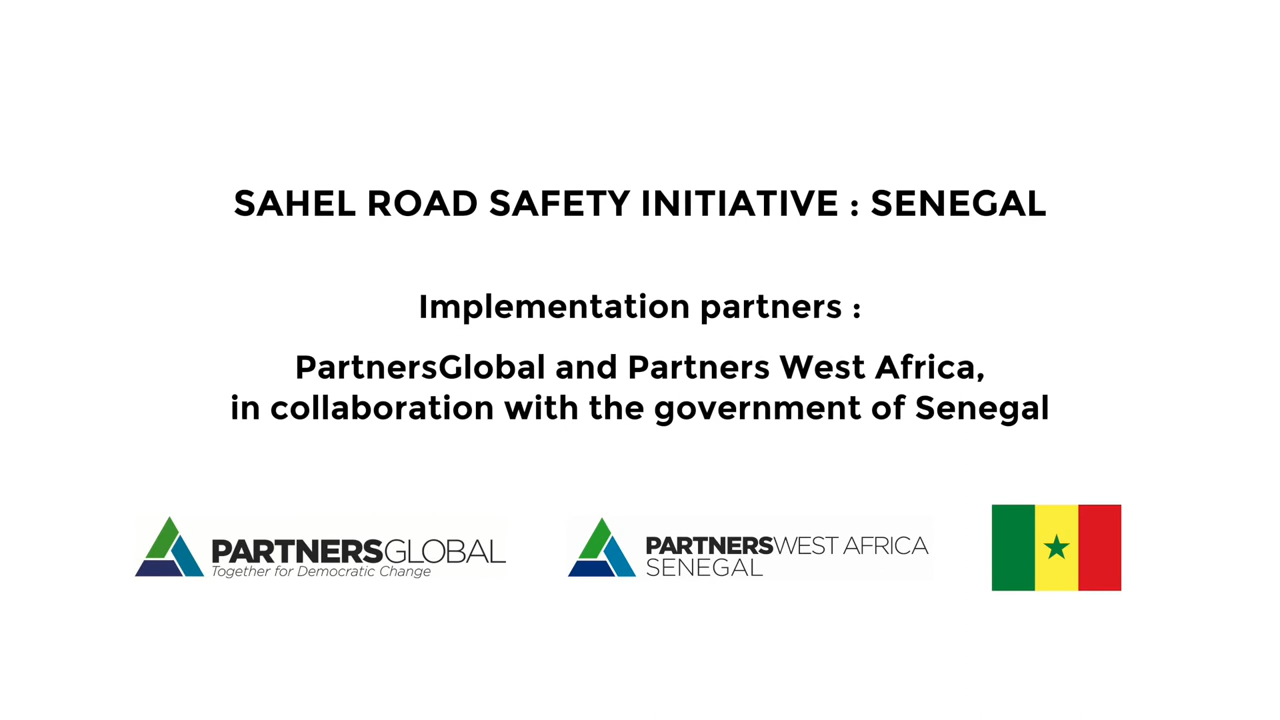 SAHEL ROAD SAFETY INITIATIVE : SENEGAL
Implementation partners :
PartnersGlobal and Partners West Africa,
in collaboration with the government of Senegal
PARTNERSGLOBAL
Together for Democratic Change
PARTNERSWEST AFRICA
SENEGAL